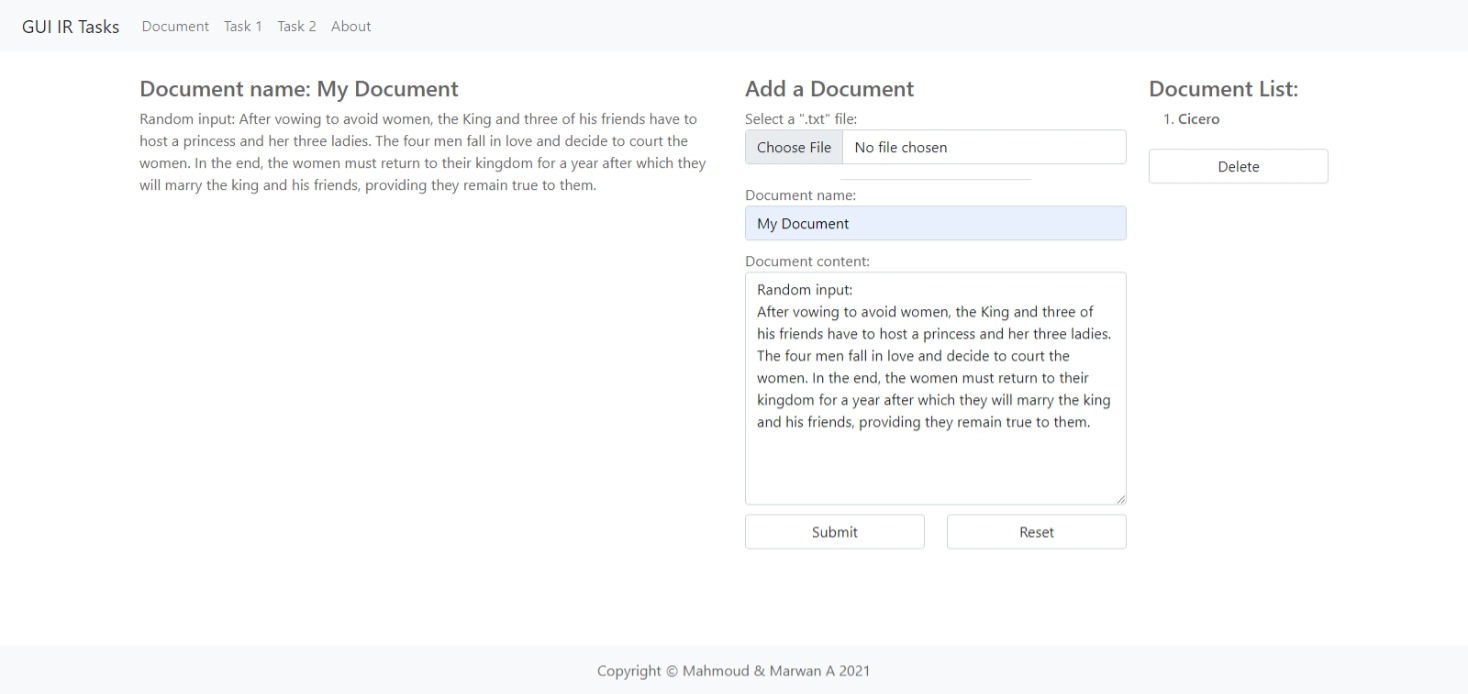 GUI IR Tasks Document Task 1 Task 2 About
Document name: My Document
Random input: After vowing to avoid women, the King and three of his friends have to
host a princess and her three ladies. The four men fall in love and decide to court the
women. In the end, the women must return to their kingdom for a year after which they
will marry the king and his friends, providing they remain true to them.
Add a Document
Select a ".txt" file:
Choose File No file chosen
Document name:
My Document
Document content:
Random input:
After vowing to avoid women, the King and three of
his friends have to host a princess and her three ladies.
The four men fall in love and decide to court the
women. In the end, the women must return to their
kingdom for a year after which they will marry the king
and his friends, providing they remain true to them.
Submit Reset
Document List:
1. Cicero
Delete
Copyright © Mahmoud & Marwan A 2021